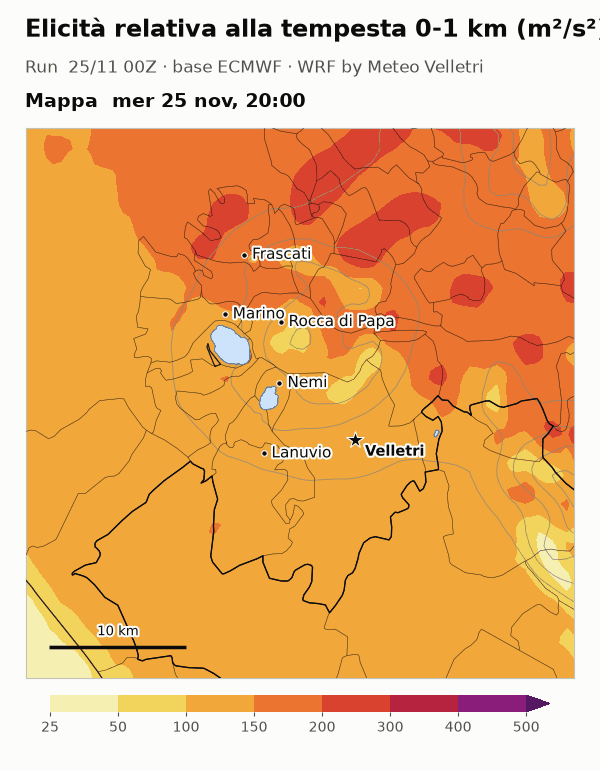 Elicità relativa alla tempesta 0-1 km (m²/s²)
Run 25/11 00Z · base ECMWF · WRF by Meteo Velletri
Mappa mer 25 nov, 20:00
Frascati
Marino
Rocca di Papa
Nemi
Velletri
Lanuvio
10 km
25 50 100 150 200 300 400 500